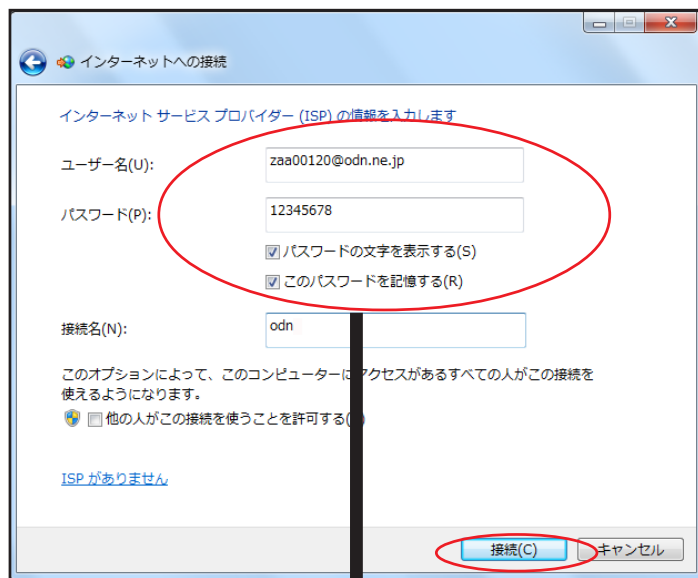 インターネットへの接続
インターネット サービス プロバイダー (ISP) の情報を入力します
ユーザー名(U):
zaa00120@odn.ne.jp
パスワード(P):
12345678
パスワードの文字を表示する(S)
このパスワードを記憶する(R)
接続名(N):
odn
このオプションによって、このコンピューターに クセスがあるすべての人がこの接続を
使えるようになります。
他の人がこの接続を使うことを許可する(
ISP がありません
接続(C)
キャンセル